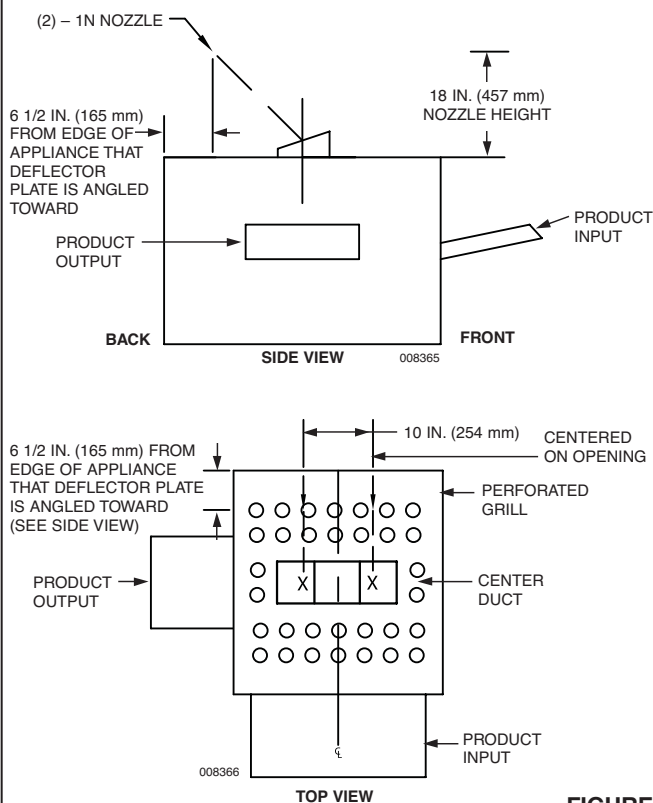 (2) – 1N NOZZLE
6 1/2 IN. (165 mm)
FROM EDGE OF
APPLIANCE THAT
DEFLECTOR
PLATE IS ANGLED
TOWARD
18 IN. (457 mm)
NOZZLE HEIGHT
PRODUCT
OUTPUT
PRODUCT
INPUT
BACK
FRONT
SIDE VIEW
008365
6 1/2 IN. (165 mm) FROM
EDGE OF APPLIANCE
THAT DEFLECTOR PLATE
IS ANGLED TOWARD
(SEE SIDE VIEW)
10 IN. (254 mm)
CENTERED
ON OPENING
PERFORATED
GRILL
PRODUCT
OUTPUT
X X
CENTER
DUCT
℄
PRODUCT
INPUT
008366
TOP VIEW
FIGURE